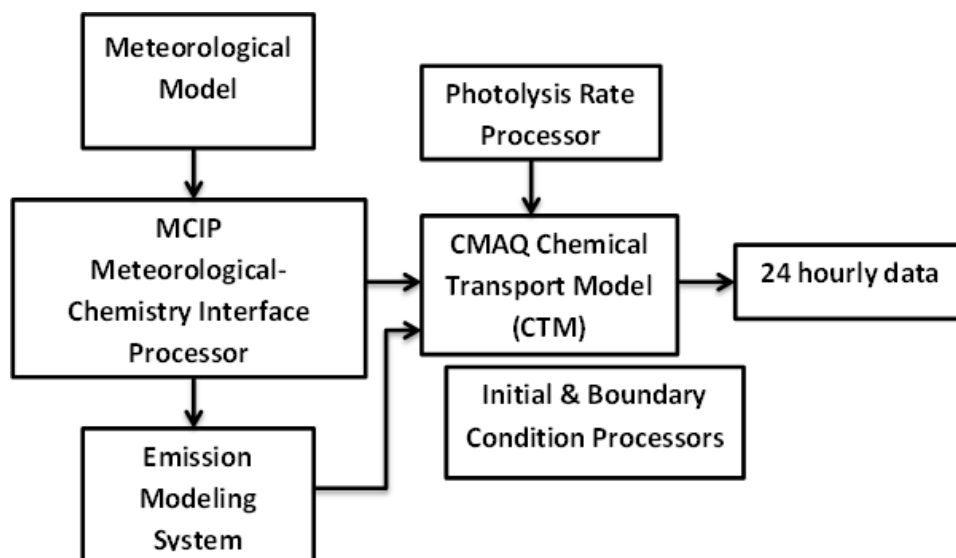 Meteorological
Model
Photolysis Rate
Processor
MCIP
Meteorological-
Chemistry Interface
Processor
CMAQ Chemical
Transport Model
(CTM)
24 hourly data
Initial & Boundary
Condition Processors
Emission
Modeling
System